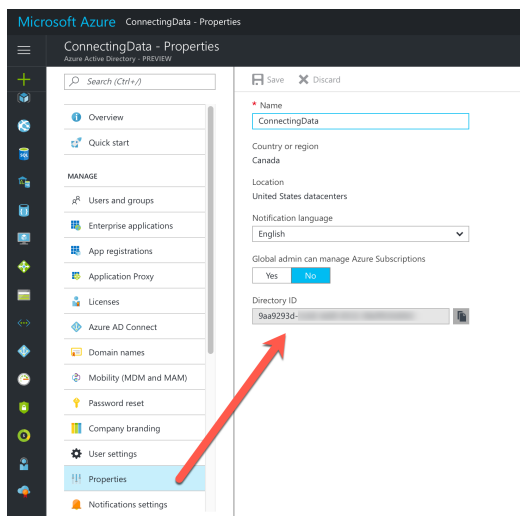 Microsoft Azure ConnectingData - Properties
ConnectingData - Properties
Azure Active Directory - PREVIEW
Search (Ctrl+/)
Overview
Quick start
MANAGE
Users and groups
Enterprise applications
App registrations
Application Proxy
Licenses
Azure AD Connect
Domain names
Mobility (MDM and MAM)
Password reset
Company branding
User settings
Properties
Notifications settings
Save Discard
* Name
ConnectingData
Country or region
Canada
Location
United States datacenters
Notification language
English
Global admin can manage Azure Subscriptions
Yes No
Directory ID
9aa9293d-